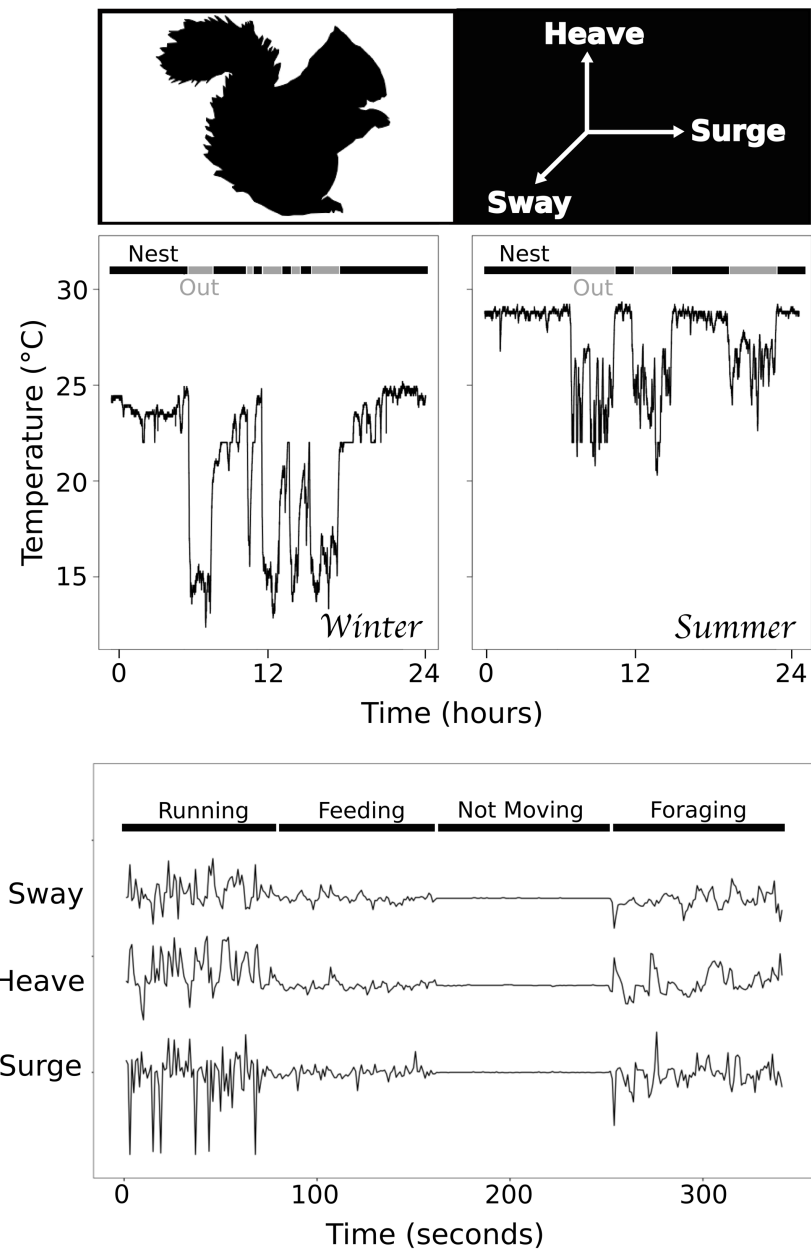 Heave
Surge
Sway
Nest
Out
Nest
Out
Temperature (°C)
30
25
20
15
Winter
Summer
0 12 24
0 12 24
Time (hours)
Running Feeding Not Moving Foraging
Sway
Heave
Surge
0 100 200 300
Time (seconds)